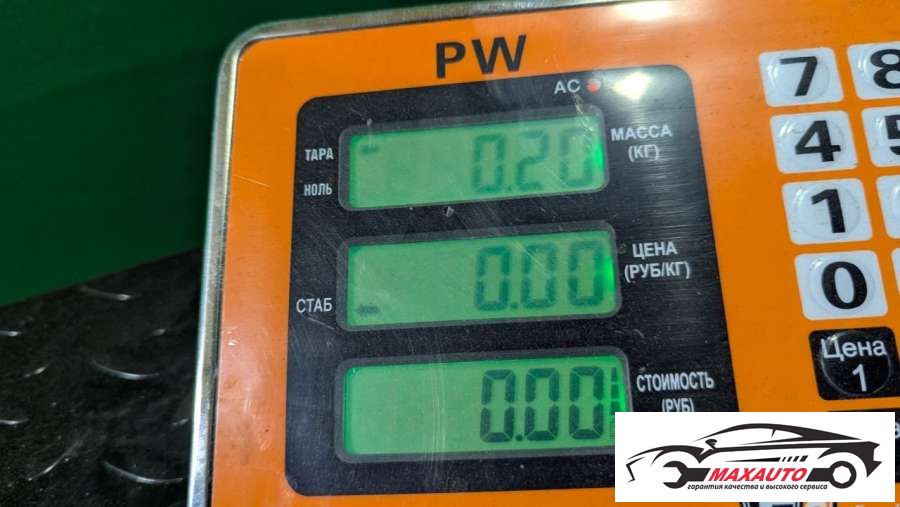 PW
AC
ТАРА
НОЛЬ
0.20
МАССА
(КГ)
СТАБ
0.00
ЦЕНА
(РУБ/КГ)
0.00
СТОИМОСТЬ
(РУБ)
7 8
4 5
1
0
Цена
1
MAXAUTO
гарантия качества и высокого сервиса